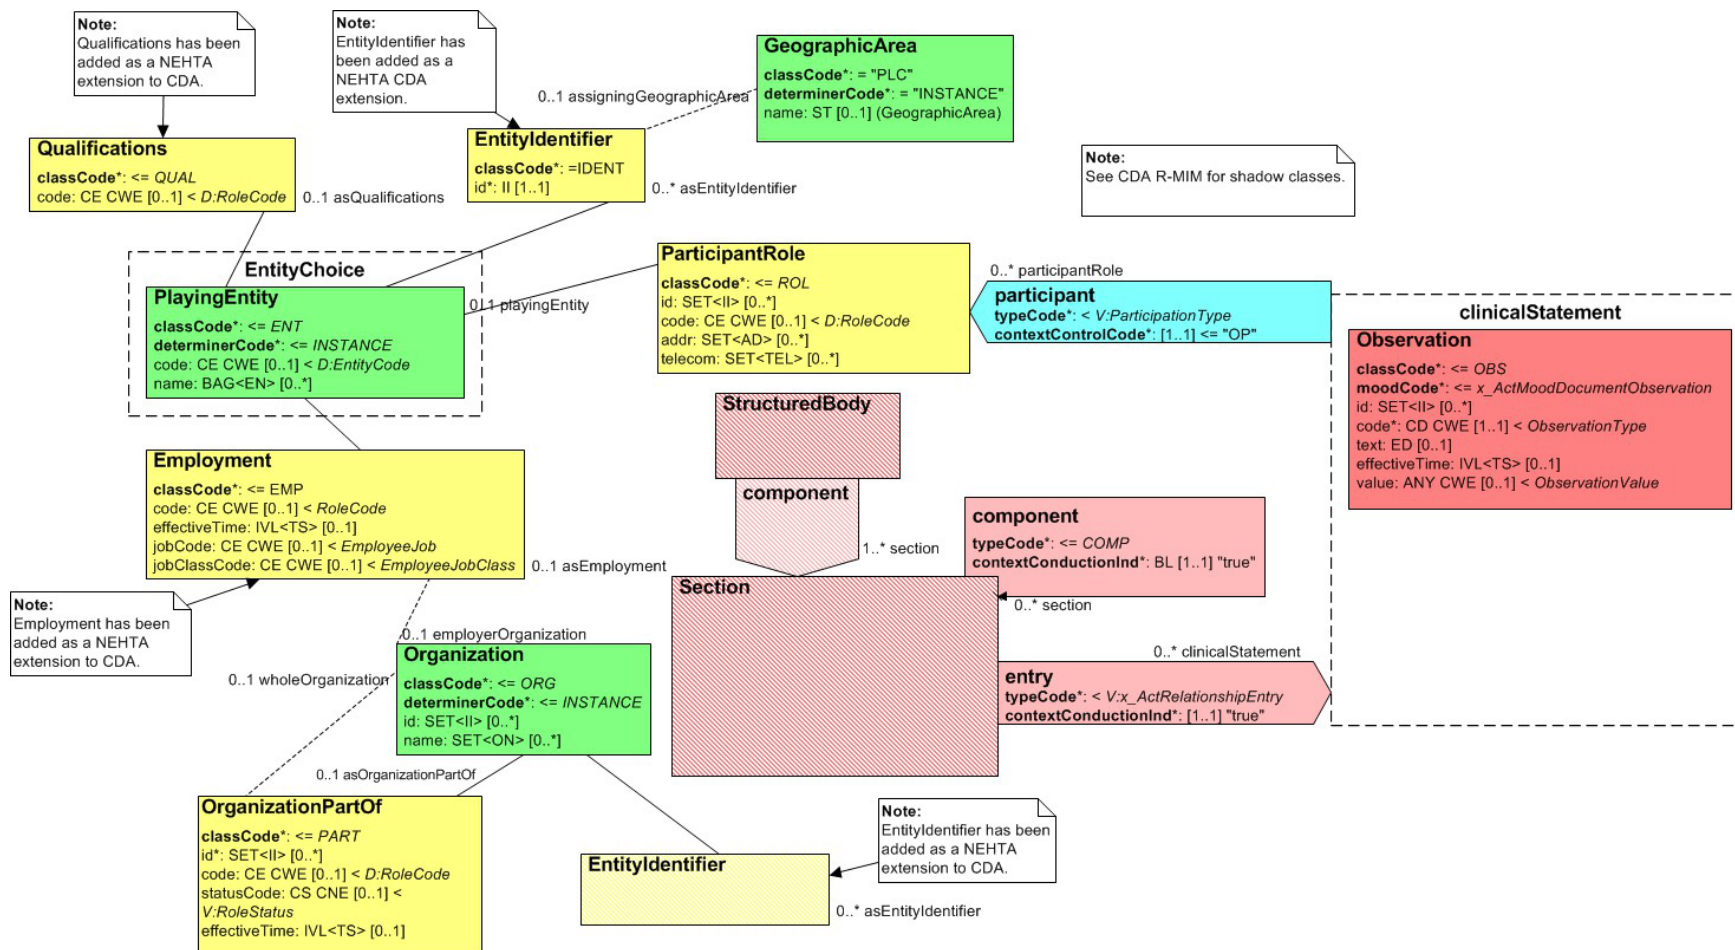 Note:
Qualifications has been
added as a NEHTA
extension to CDA.
Note:
EntityIdentifier has
been added as a
NEHTA CDA
extension.
GeographicArea
classCode*: = "PLC"
determinerCode*: = "INSTANCE"
name: ST [0..1] (GeographicArea)
0..1 assigningGeographicArea
Qualifications
classCode*: <= QUAL
code: CE CWE [0..1] < D:RoleCode
0..1 asQualifications
EntityIdentifier
classCode*: =IDENT
id*: II [1..1]
0..* asEntityIdentifier
Note:
See CDA R-MIM for shadow classes.
EntityChoice
PlayingEntity
classCode*: <= ENT
determinerCode*: <= INSTANCE
code: CE CWE [0..1] < D:EntityCode
name: BAG<EN> [0..*]
0..1 playingEntity
ParticipantRole
classCode*: <= ROL
id: SET<II> [0..*]
code: CE CWE [0..1] < D:RoleCode
addr: SET<AD> [0..*]
telecom: SET<TEL> [0..*]
0..* participantRole
participant
typeCode*: < V:ParticipationType
contextControlCode*: [1..1] <= "OP"
clinicalStatement
Observation
classCode*: <= OBS
moodCode*: <= x_ActMoodDocumentObservation
id: SET<II> [0..*]
code*: CD CWE [1..1] < ObservationType
text: ED [0..1]
effectiveTime: IVL<TS> [0..1]
value: ANY CWE [0..1] < ObservationValue
StructuredBody
component
1..* section
Employment
classCode*: <= EMP
code: CE CWE [0..1] < RoleCode
effectiveTime: IVL<TS> [0..1]
jobCode: CE CWE [0..1] < EmployeeJob
jobClassCode: CE CWE [0..1] < EmployeeJobClass
0..1 asEmployment
component
typeCode*: <= COMP
contextConductionInd*: BL [1..1] "true"
0..* section
Section
Note:
Employment has been
added as a NEHTA
extension to CDA.
0..1 employerOrganization
Organization
classCode*: <= ORG
determinerCode*: <= INSTANCE
id: SET<II> [0..*]
name: SET<ON> [0..*]
0..1 wholeOrganization
0..* clinicalStatement
entry
typeCode*: < V:x_ActRelationshipEntry
contextConductionInd*: [1..1] "true"
0..1 asOrganizationPartOf
OrganizationPartOf
classCode*: <= PART
id*: SET<II> [0..*]
code: CE CWE [0..1] < D:RoleCode
statusCode: CS CNE [0..1] <
V:RoleStatus
effectiveTime: IVL<TS> [0..1]
EntityIdentifier
0..* asEntityIdentifier
Note:
EntityIdentifier has been
added as a NEHTA
extension to CDA.